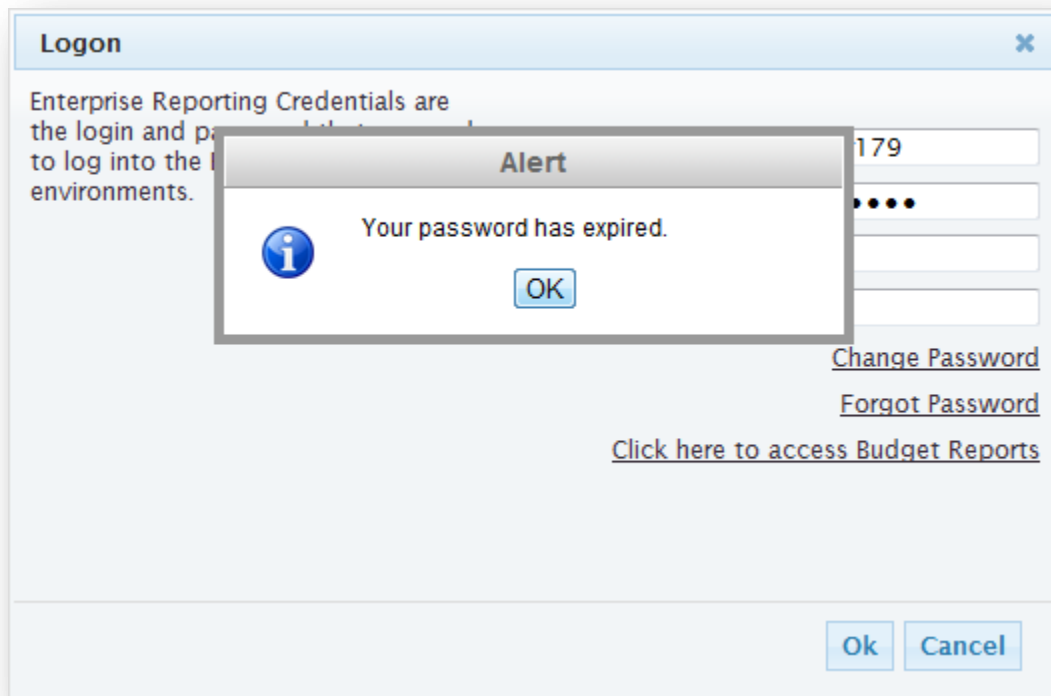 Logon
Enterprise Reporting Credentials are
the login and
to log into the
environments.
179
Alert
Your password has expired.
OK
Change Password
Forgot Password
Click here to access Budget Reports
Ok
Cancel